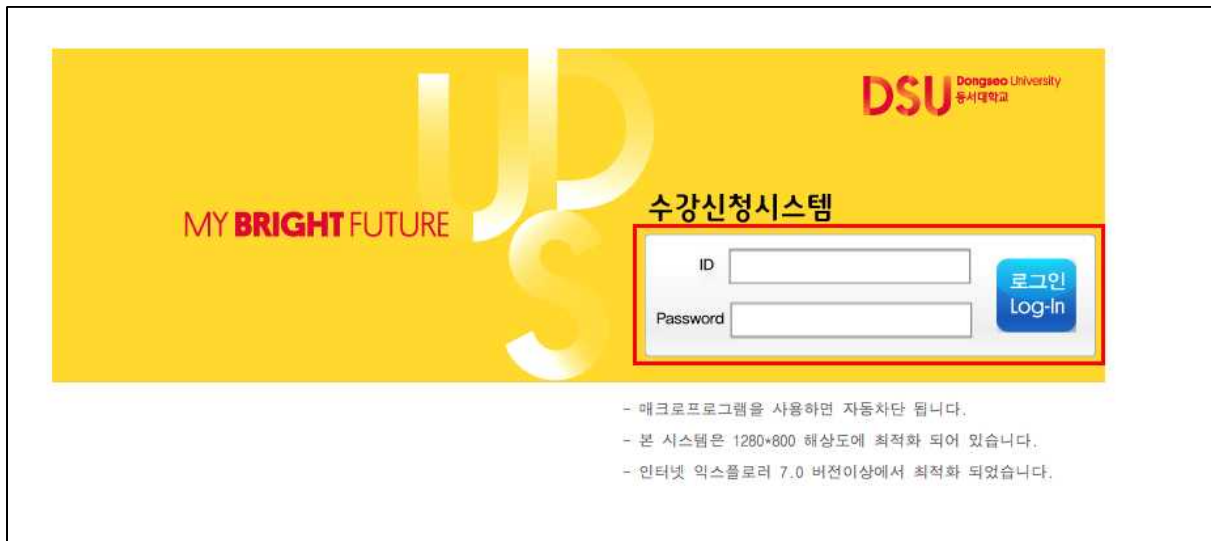 UPS
DSU Dongseo University
동서대학교
MY BRIGHT FUTURE
수강신청시스템
ID
로그인
Log-In
Password
- 매크로프로그램을 사용하면 자동차단 됩니다.
- 본 시스템은 1280*800 해상도에 최적화 되어 있습니다.
- 인터넷 익스플로러 7.0 버전이상에서 최적화 되었습니다.